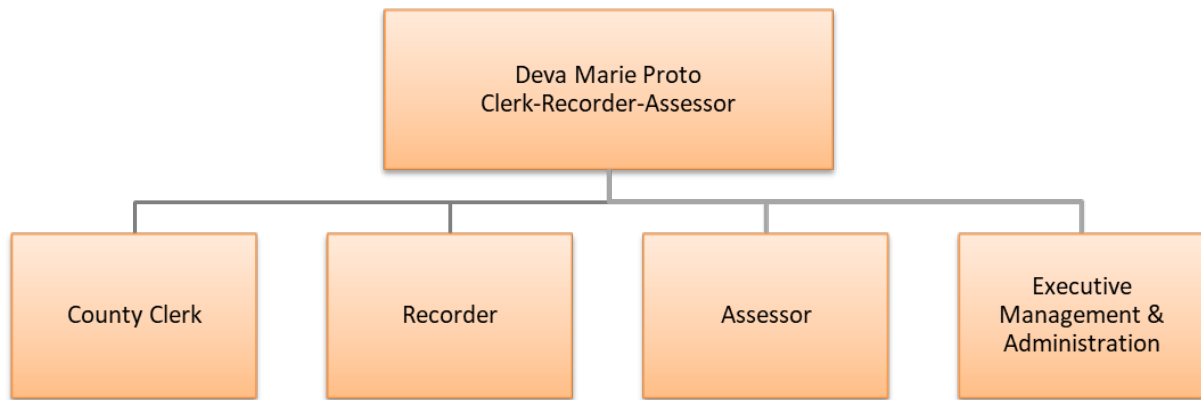 Deva Marie Proto
Clerk-Recorder-Assessor
County Clerk
Recorder
Assessor
Executive
Management &
Administration